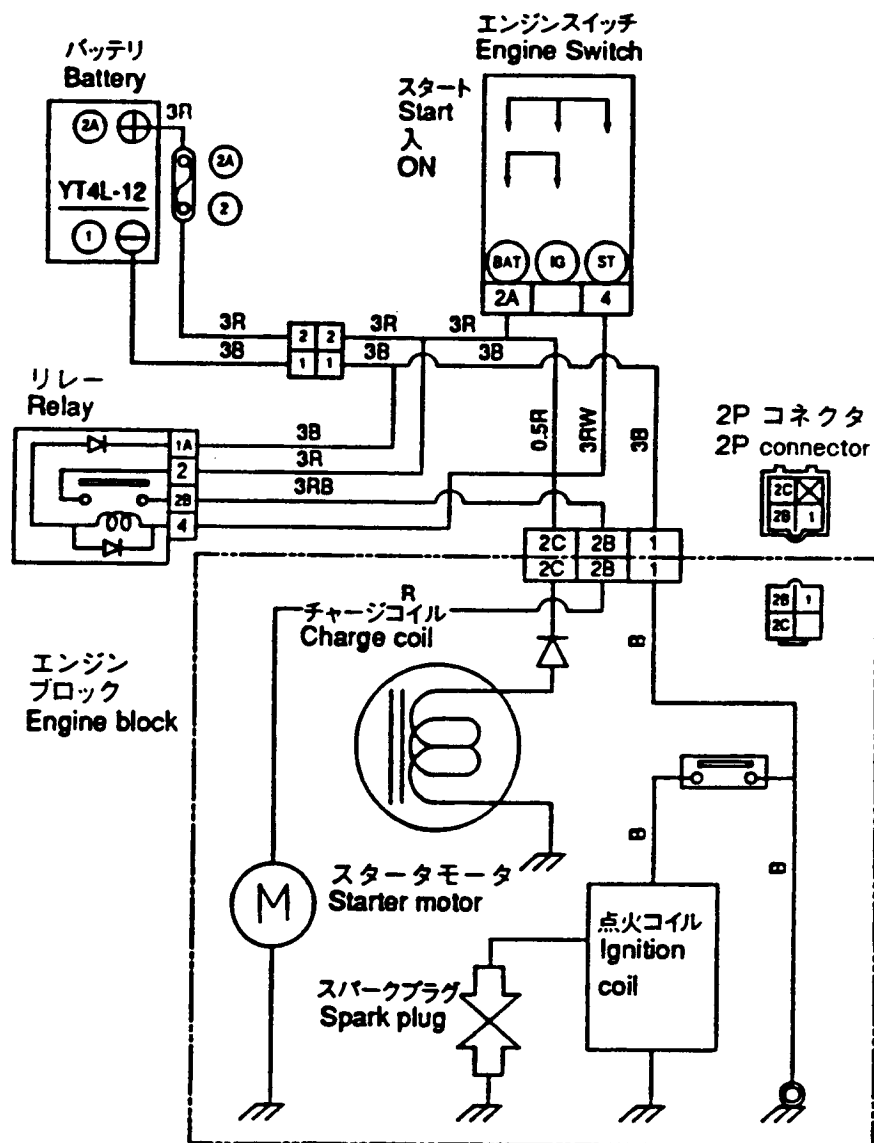 バッテリ
Battery
2A
3R
YT4L-12
2A
2
1
エンジンスイッチ
Engine Switch
スタート
Start
入
ON
BAT IG ST
2A 4
3R 2 2 3R 3R
3B 1 1 3B 3B
リレー
Relay
1A 3B
2 3R
2B 3RB
4
0.5R
3RW
3B
2P コネクタ
2P connector
2C
2B 1
2B 1
2C
2C 2B 1
2C 2B 1
R
チャージコイル
Charge coil
B
エンジン
ブロック
Engine block
B
B
スタータモータ
Starter motor
M
点火コイル
Ignition
coil
スパークプラグ
Spark plug